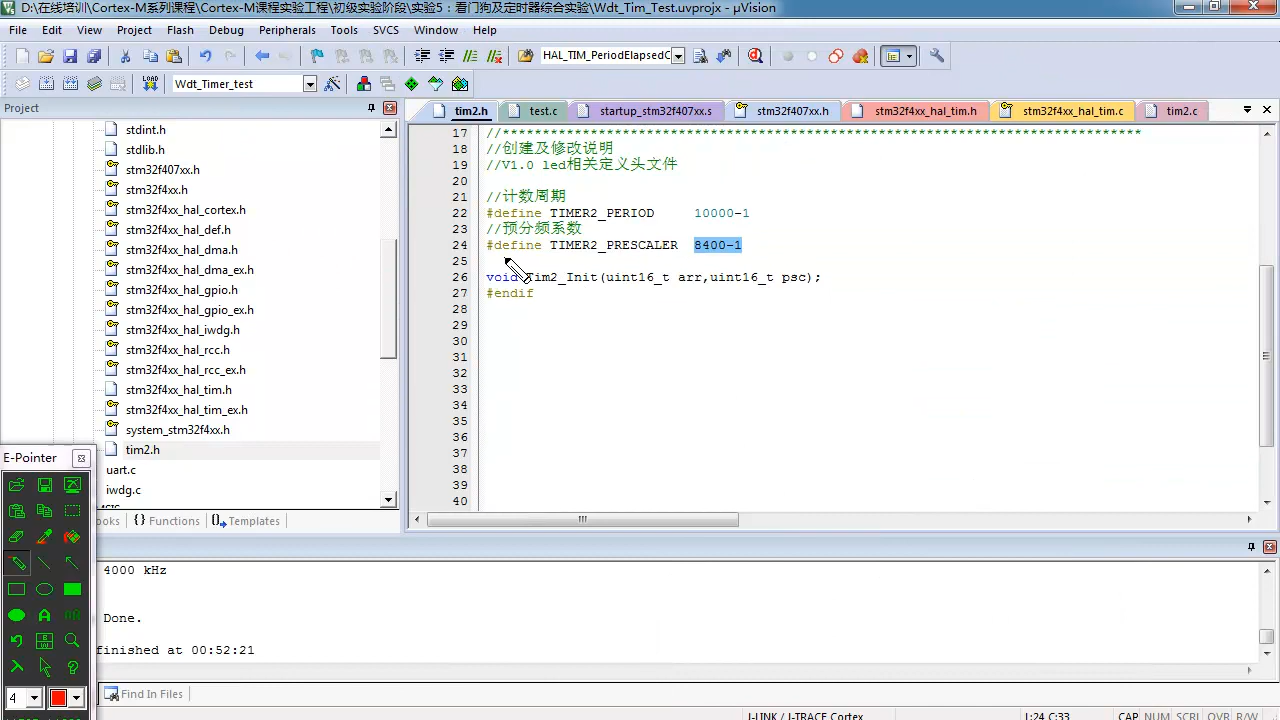 D:\在线培训\Cortex-M系列课程\Cortex-M课程实验工程\初级实验阶段\实验5：看门狗及定时器综合实验\Wdt_Tim_Test.uvprojx - µVision
File Edit View Project Flash Debug Peripherals Tools SVCS Window Help
HAL_TIM_PeriodElapsedC
LOAD Wdt_Timer_test
Project
tim2.h test.c startup_stm32f407xx.s stm32f407xx.h stm32f4xx_hal_tim.h stm32f4xx_hal_tim.c tim2.c
stdint.h
stdlib.h
stm32f407xx.h
stm32f4xx.h
stm32f4xx_hal_cortex.h
stm32f4xx_hal_def.h
stm32f4xx_hal_dma.h
stm32f4xx_hal_dma_ex.h
stm32f4xx_hal_gpio.h
stm32f4xx_hal_gpio_ex.h
stm32f4xx_hal_iwdg.h
stm32f4xx_hal_rcc.h
stm32f4xx_hal_rcc_ex.h
stm32f4xx_hal_tim.h
stm32f4xx_hal_tim_ex.h
system_stm32f4xx.h
tim2.h
uart.c
iwdg.c
ooks {} Functions Templates
17 //********************************************************************************
18 //创建及修改说明
19 //V1.0 led相关定义头文件
20
21 //计数周期
22 #define TIMER2_PERIOD 10000-1
23 //预分频系数
24 #define TIMER2_PRESCALER 8400-1
25
26 void Tim2_Init(uint16_t arr,uint16_t psc);
27 #endif
28
29
30
31
32
33
34
35
36
37
38
39
40
E-Pointer
4
4000 kHz
Done.
finished at 00:52:21
Find In Files
J-LINK / J-TRACE Cortex L:24 C:33 CAP NUM SCRL OVR R/W